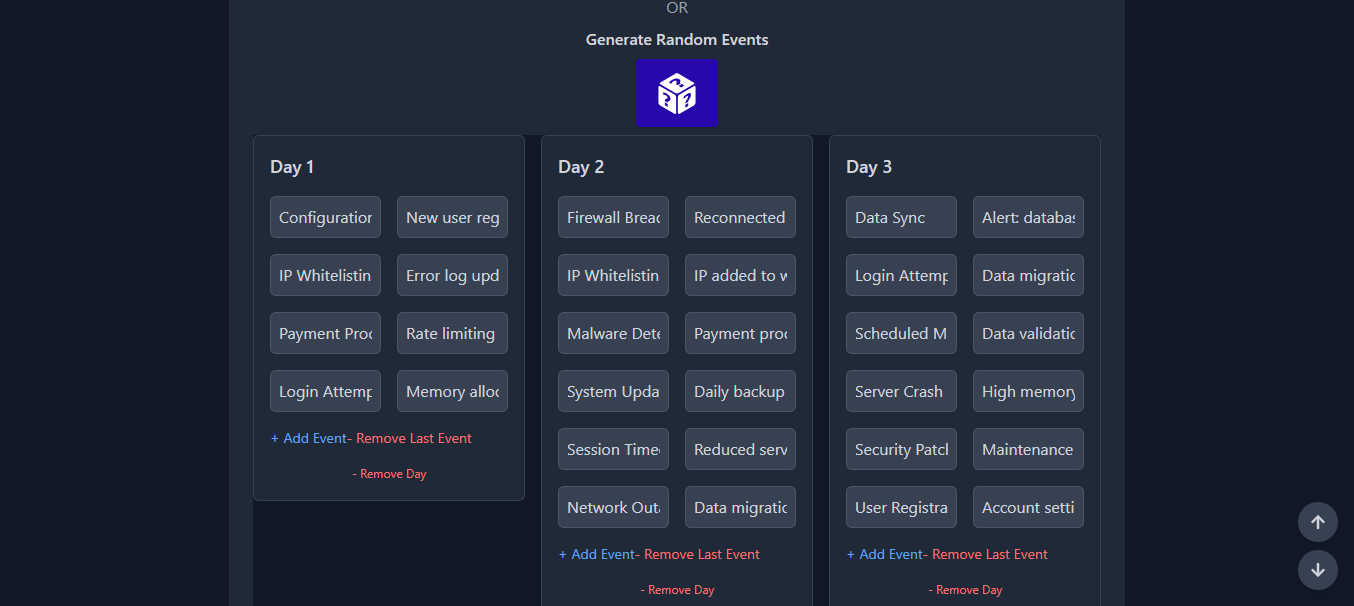 OR
Generate Random Events
Day 1
Configuration
New user reg
IP Whitelistin
Error log upd
Payment Proc
Rate limiting
Login Attemp
Memory alloc
+ Add Event- Remove Last Event
- Remove Day
Day 2
Firewall Breac
Reconnected
IP Whitelistin
IP added to w
Malware Dete
Payment proc
System Upda
Daily backup
Session Time
Reduced serv
Network Outa
Data migratic
+ Add Event- Remove Last Event
- Remove Day
Day 3
Data Sync
Alert: databas
Login Attemp
Data migratic
Scheduled M
Data validatic
Server Crash
High memory
Security Patcl
Maintenance
User Registra
Account setti
+ Add Event- Remove Last Event
- Remove Day